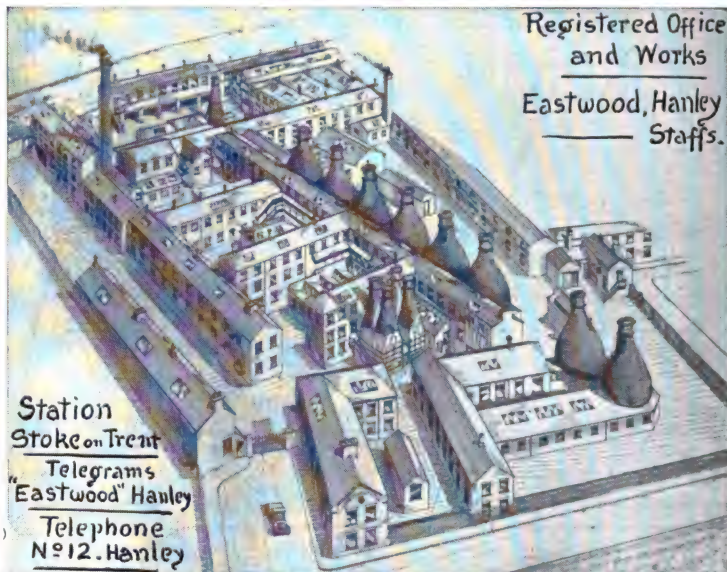 Registered Office
and Works
Eastwood, Hanley
Staffs.
Station
Stoke on Trent
Telegrams
"Eastwood" Hanley
Telephone
Nº 12. Hanley